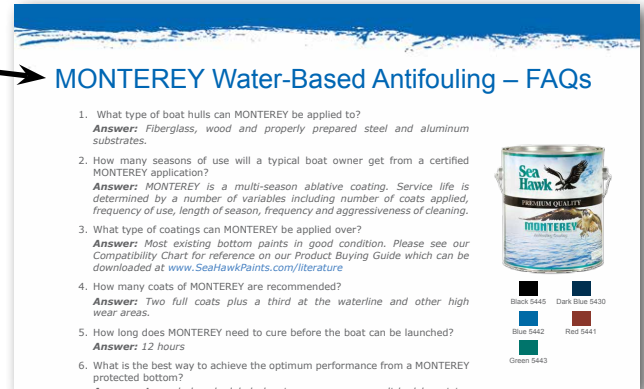 MONTEREY Water-Based Antifouling – FAQs
1. What type of boat hulls can MONTEREY be applied to?
Answer: Fiberglass, wood and properly prepared steel and aluminum
substrates.
2. How many seasons of use will a typical boat owner get from a certified
MONTEREY application?
Answer: MONTEREY is a multi-season ablative coating. Service life is
determined by a number of variables including number of coats applied,
frequency of use, length of season, frequency and aggressiveness of cleaning.
3. What type of coatings can MONTEREY be applied over?
Answer: Most existing bottom paints in good condition. Please see our
Compatibility Chart for reference on our Product Buying Guide which can be
downloaded at www.SeaHawkPaints.com/literature
4. How many coats of MONTEREY are recommended?
Answer: Two full coats plus a third at the waterline and other high
wear areas.
5. How long does MONTEREY need to cure before the boat can be launched?
Answer: 12 hours
6. What is the best way to achieve the optimum performance from a MONTEREY
protected bottom?
Sea
Hawk
PREMIUM QUALITY
MONTEREY
Black 5445 Dark Blue 5430
Blue 5442 Red 5441
Green 5443